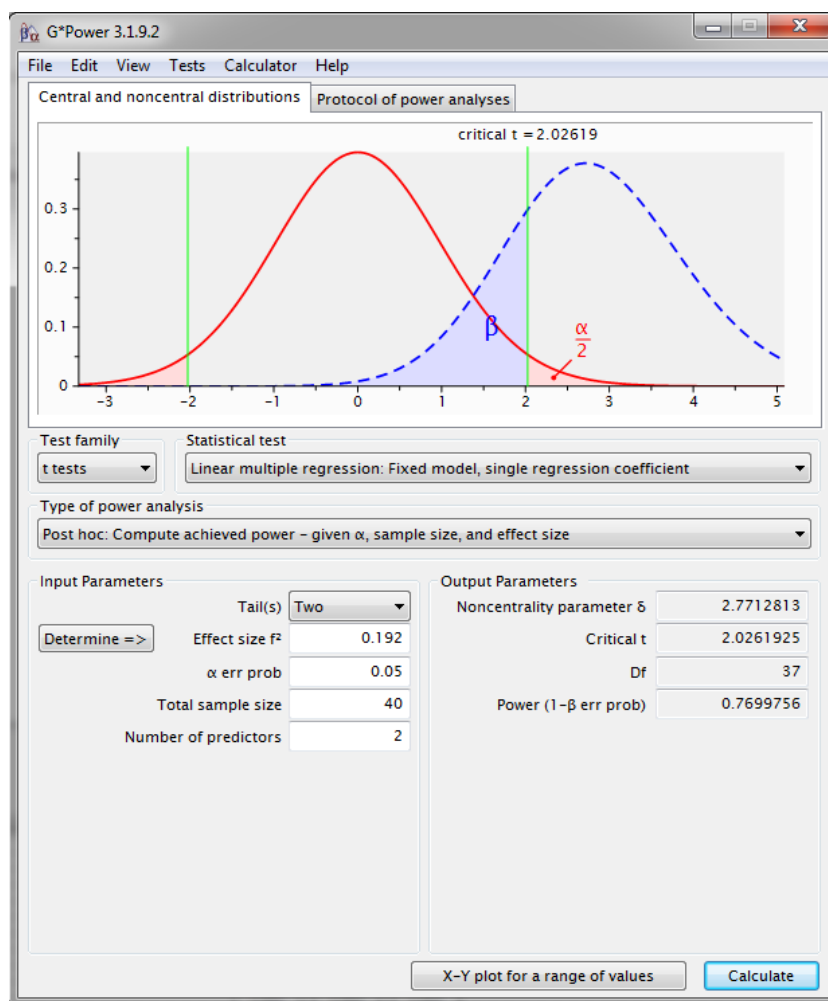 G*Power 3.1.9.2
File Edit View Tests Calculator Help
Central and noncentral distributions Protocol of power analyses
critical t = 2.02619
0.3
0.2
0.1
0
β
α
2
-3 -2 -1 0 1 2 3 4 5
Test family Statistical test
t tests Linear multiple regression: Fixed model, single regression coefficient
Type of power analysis
Post hoc: Compute achieved power – given α, sample size, and effect size
Input Parameters Output Parameters
Tail(s) Two Noncentrality parameter δ 2.7712813
Determine => Effect size f² 0.192 Critical t 2.0261925
α err prob 0.05 Df 37
Total sample size 40 Power (1-β err prob) 0.7699756
Number of predictors 2
X-Y plot for a range of values Calculate